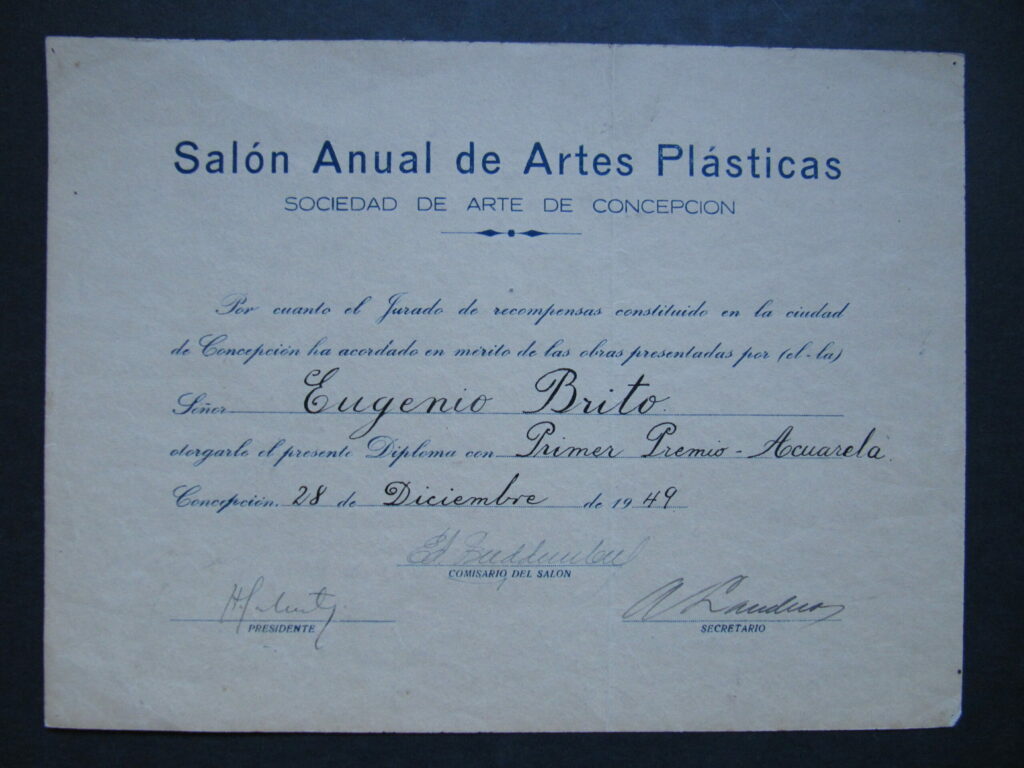 Salón Anual de Artes Plásticas
SOCIEDAD DE ARTE DE CONCEPCION
Por cuanto el Jurado de recompensas constituido en la ciudad
de Concepción ha acordado en mérito de las obras presentadas por (el-la)
Señor Eugenio Brito
otorgarle el presente Diploma con Primer Premio - Acuarela.
Concepción, 28 de Diciembre de 1949
COMISARIO DEL SALON
PRESIDENTE
SECRETARIO